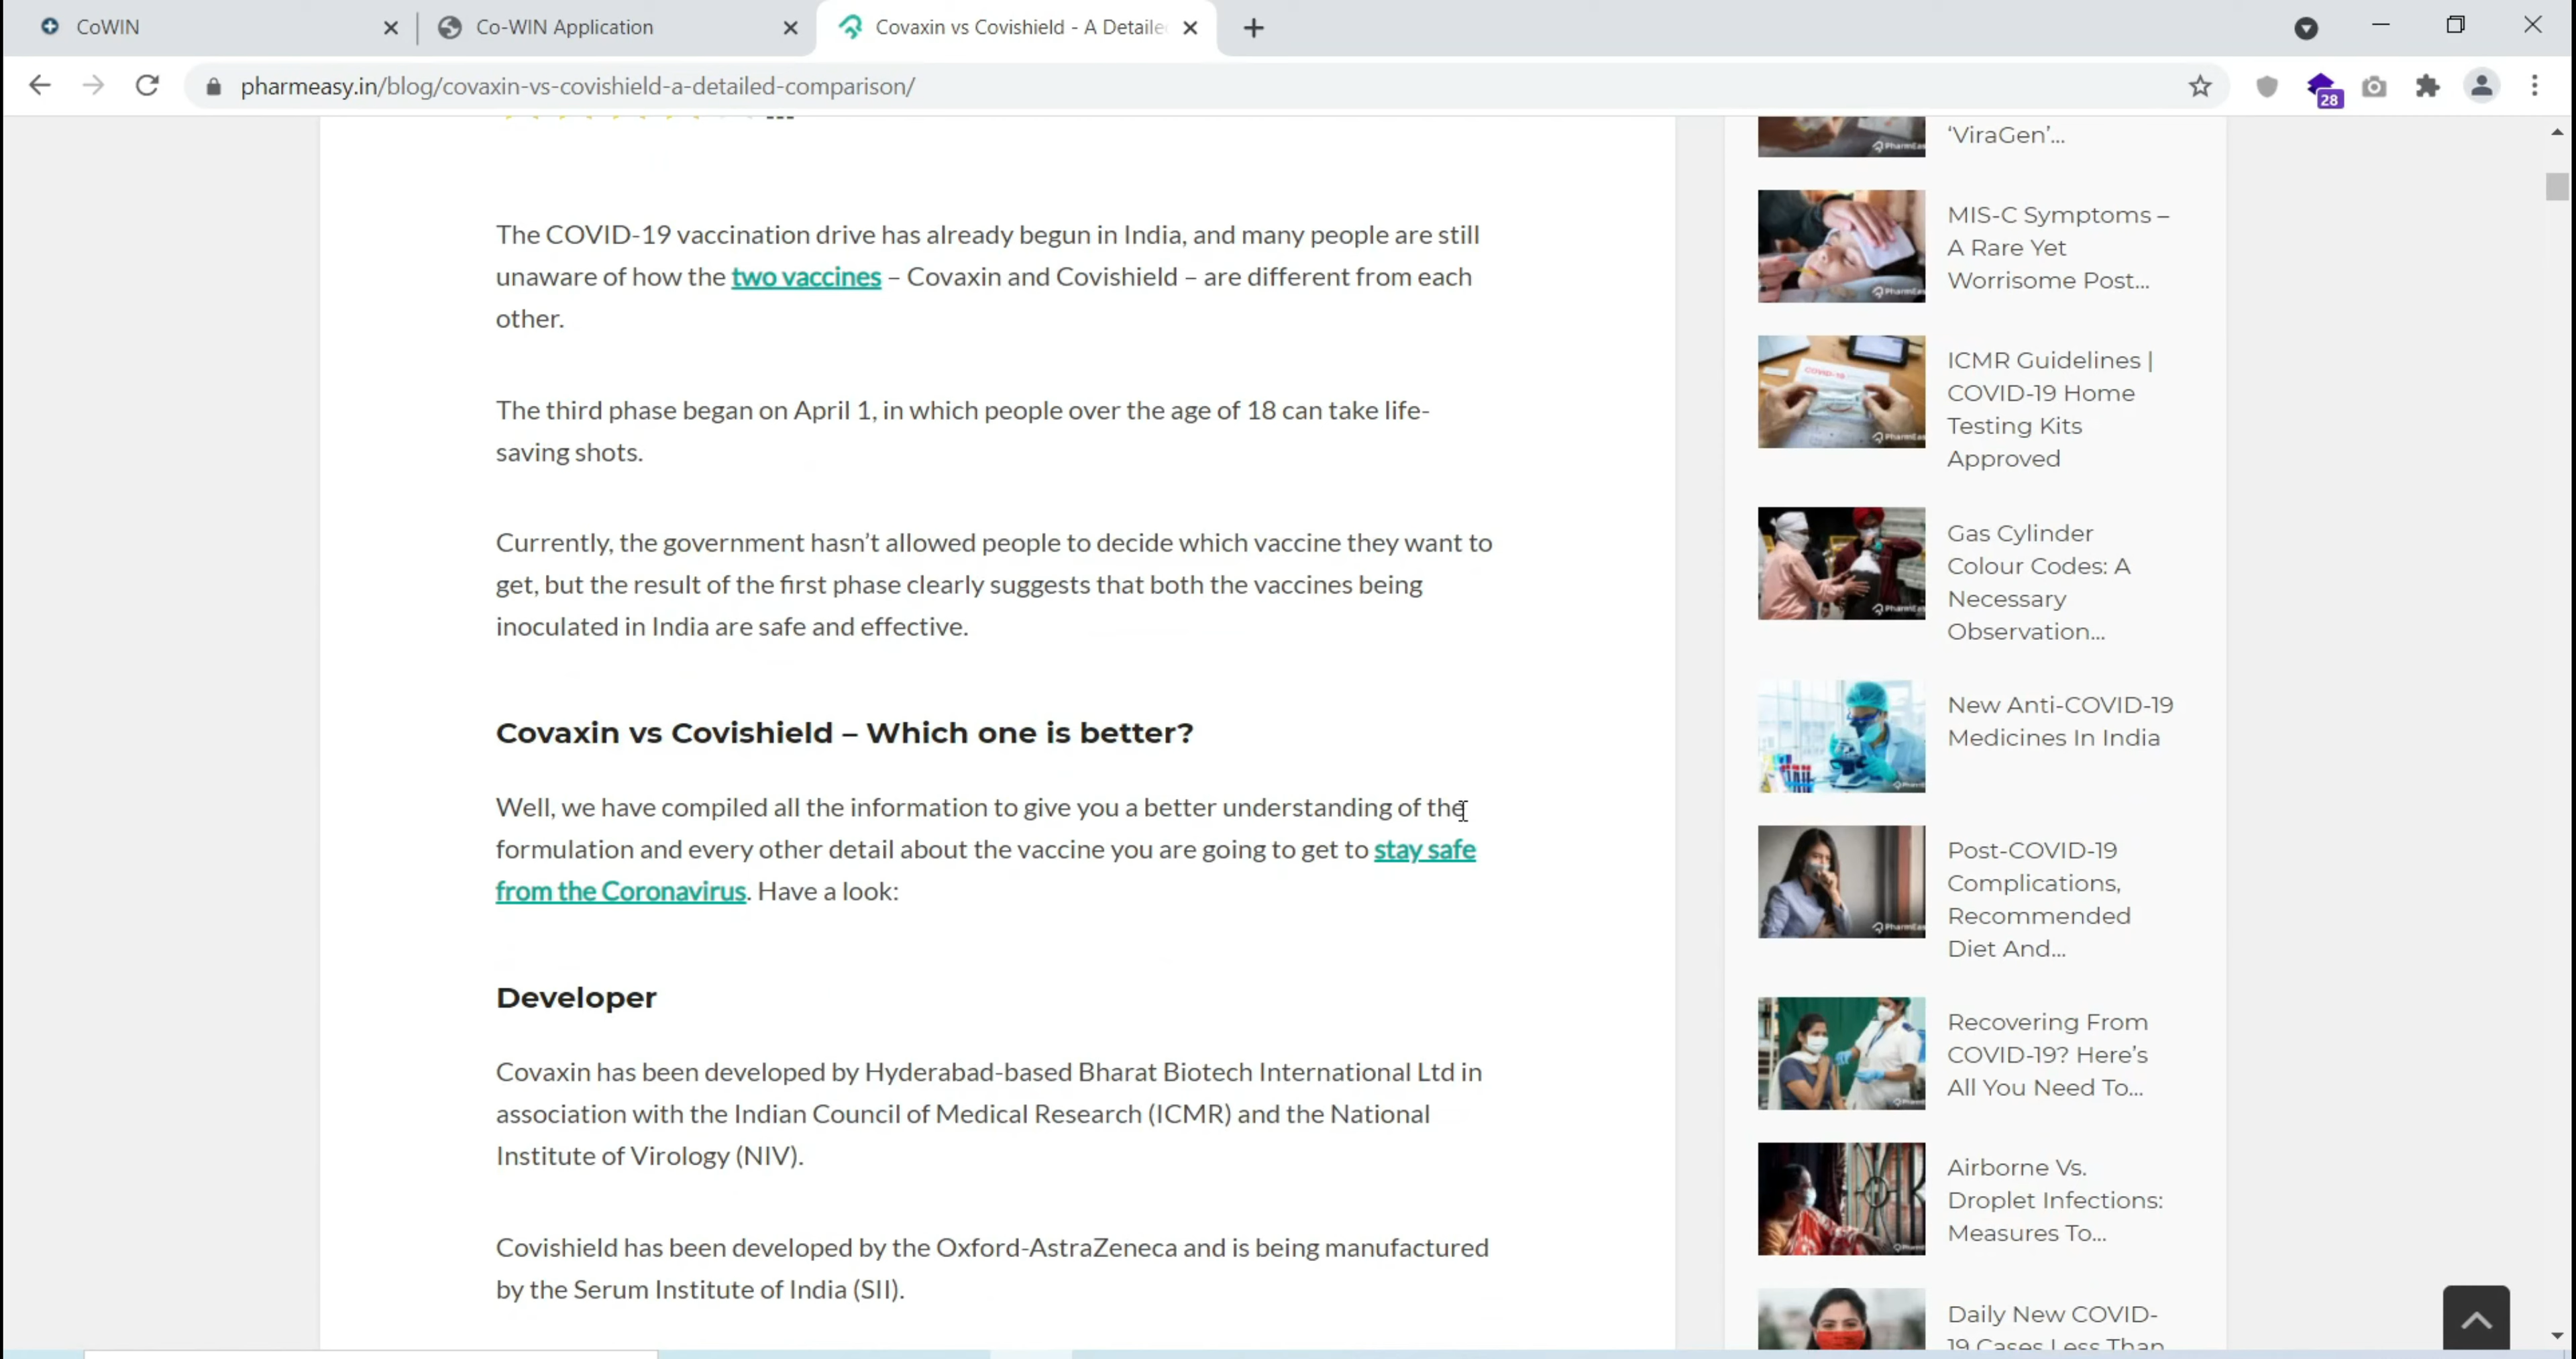 CoWIN
Co-WIN Application
Covaxin vs Covishield - A Detaile
pharmeasy.in/blog/covaxin-vs-covishield-a-detailed-comparison/
28
The COVID-19 vaccination drive has already begun in India, and many people are still
unaware of how the two vaccines – Covaxin and Covishield – are different from each
other.
The third phase began on April 1, in which people over the age of 18 can take life-
saving shots.
Currently, the government hasn’t allowed people to decide which vaccine they want to
get, but the result of the first phase clearly suggests that both the vaccines being
inoculated in India are safe and effective.
Covaxin vs Covishield – Which one is better?
Well, we have compiled all the information to give you a better understanding of the
formulation and every other detail about the vaccine you are going to get to stay safe
from the Coronavirus. Have a look:
Developer
Covaxin has been developed by Hyderabad-based Bharat Biotech International Ltd in
association with the Indian Council of Medical Research (ICMR) and the National
Institute of Virology (NIV).
Covishield has been developed by the Oxford-AstraZeneca and is being manufactured
by the Serum Institute of India (SII).
‘ViraGen’...
MIS-C Symptoms –
A Rare Yet
Worrisome Post...
ICMR Guidelines |
COVID-19 Home
Testing Kits
Approved
COVID-19
Gas Cylinder
Colour Codes: A
Necessary
Observation...
New Anti-COVID-19
Medicines In India
Post-COVID-19
Complications,
Recommended
Diet And...
Recovering From
COVID-19? Here’s
All You Need To...
Airborne Vs.
Droplet Infections:
Measures To...
Daily New COVID-
19 Cases Less Than